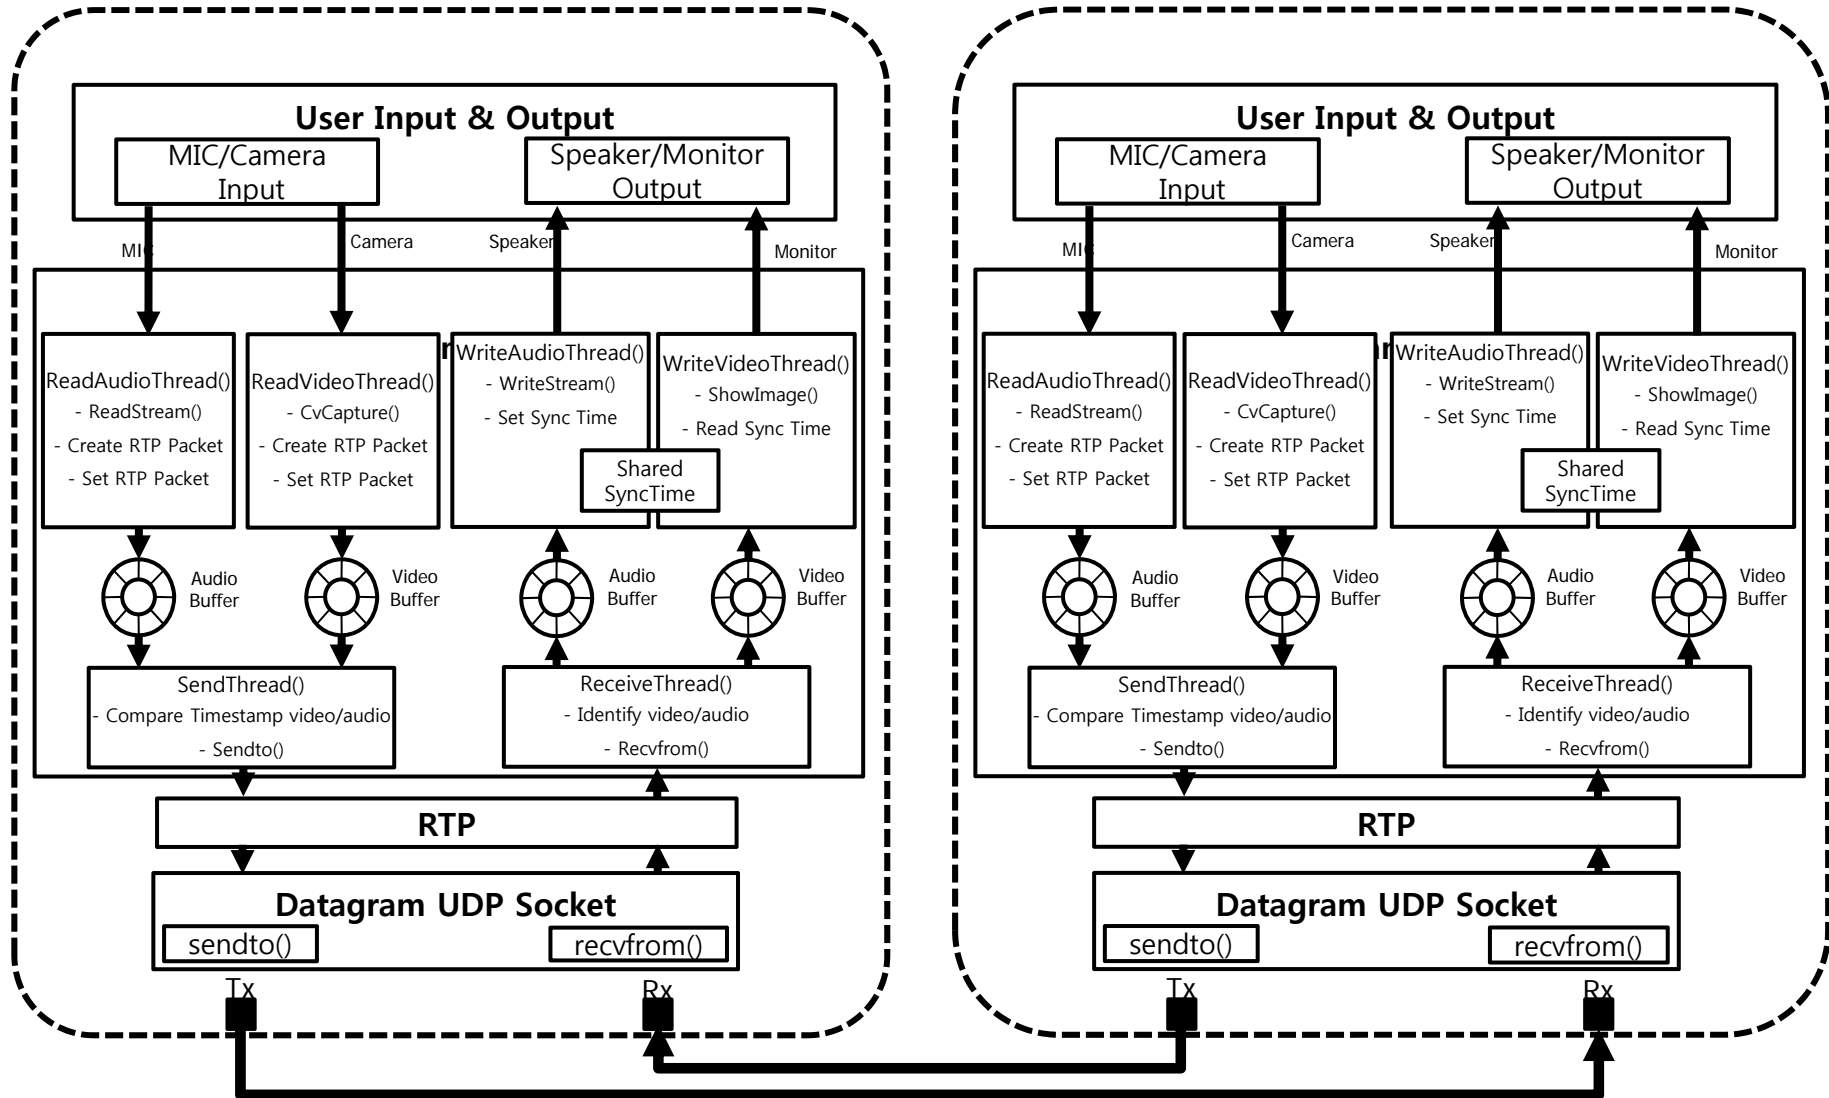 User Input & Output
MIC/Camera
Input
Speaker/Monitor
Output
MIC
Camera
Speaker
Monitor
ReadAudioThread()
- ReadStream()
- Create RTP Packet
- Set RTP Packet
ReadVideoThread()
- CvCapture()
- Create RTP Packet
- Set RTP Packet
WriteAudioThread()
- WriteStream()
- Set Sync Time
WriteVideoThread()
- ShowImage()
- Read Sync Time
Shared
SyncTime
Audio
Buffer
Video
Buffer
Audio
Buffer
Video
Buffer
SendThread()
- Compare Timestamp video/audio
- Sendto()
ReceiveThread()
- Identify video/audio
- Recvfrom()
RTP
Datagram UDP Socket
sendto()
recvfrom()
Tx
Rx
User Input & Output
MIC/Camera
Input
Speaker/Monitor
Output
MIC
Camera
Speaker
Monitor
ReadAudioThread()
- ReadStream()
- Create RTP Packet
- Set RTP Packet
ReadVideoThread()
- CvCapture()
- Create RTP Packet
- Set RTP Packet
WriteAudioThread()
- WriteStream()
- Set Sync Time
WriteVideoThread()
- ShowImage()
- Read Sync Time
Shared
SyncTime
Audio
Buffer
Video
Buffer
Audio
Buffer
Video
Buffer
SendThread()
- Compare Timestamp video/audio
- Sendto()
ReceiveThread()
- Identify video/audio
- Recvfrom()
RTP
Datagram UDP Socket
sendto()
recvfrom()
Tx
Rx